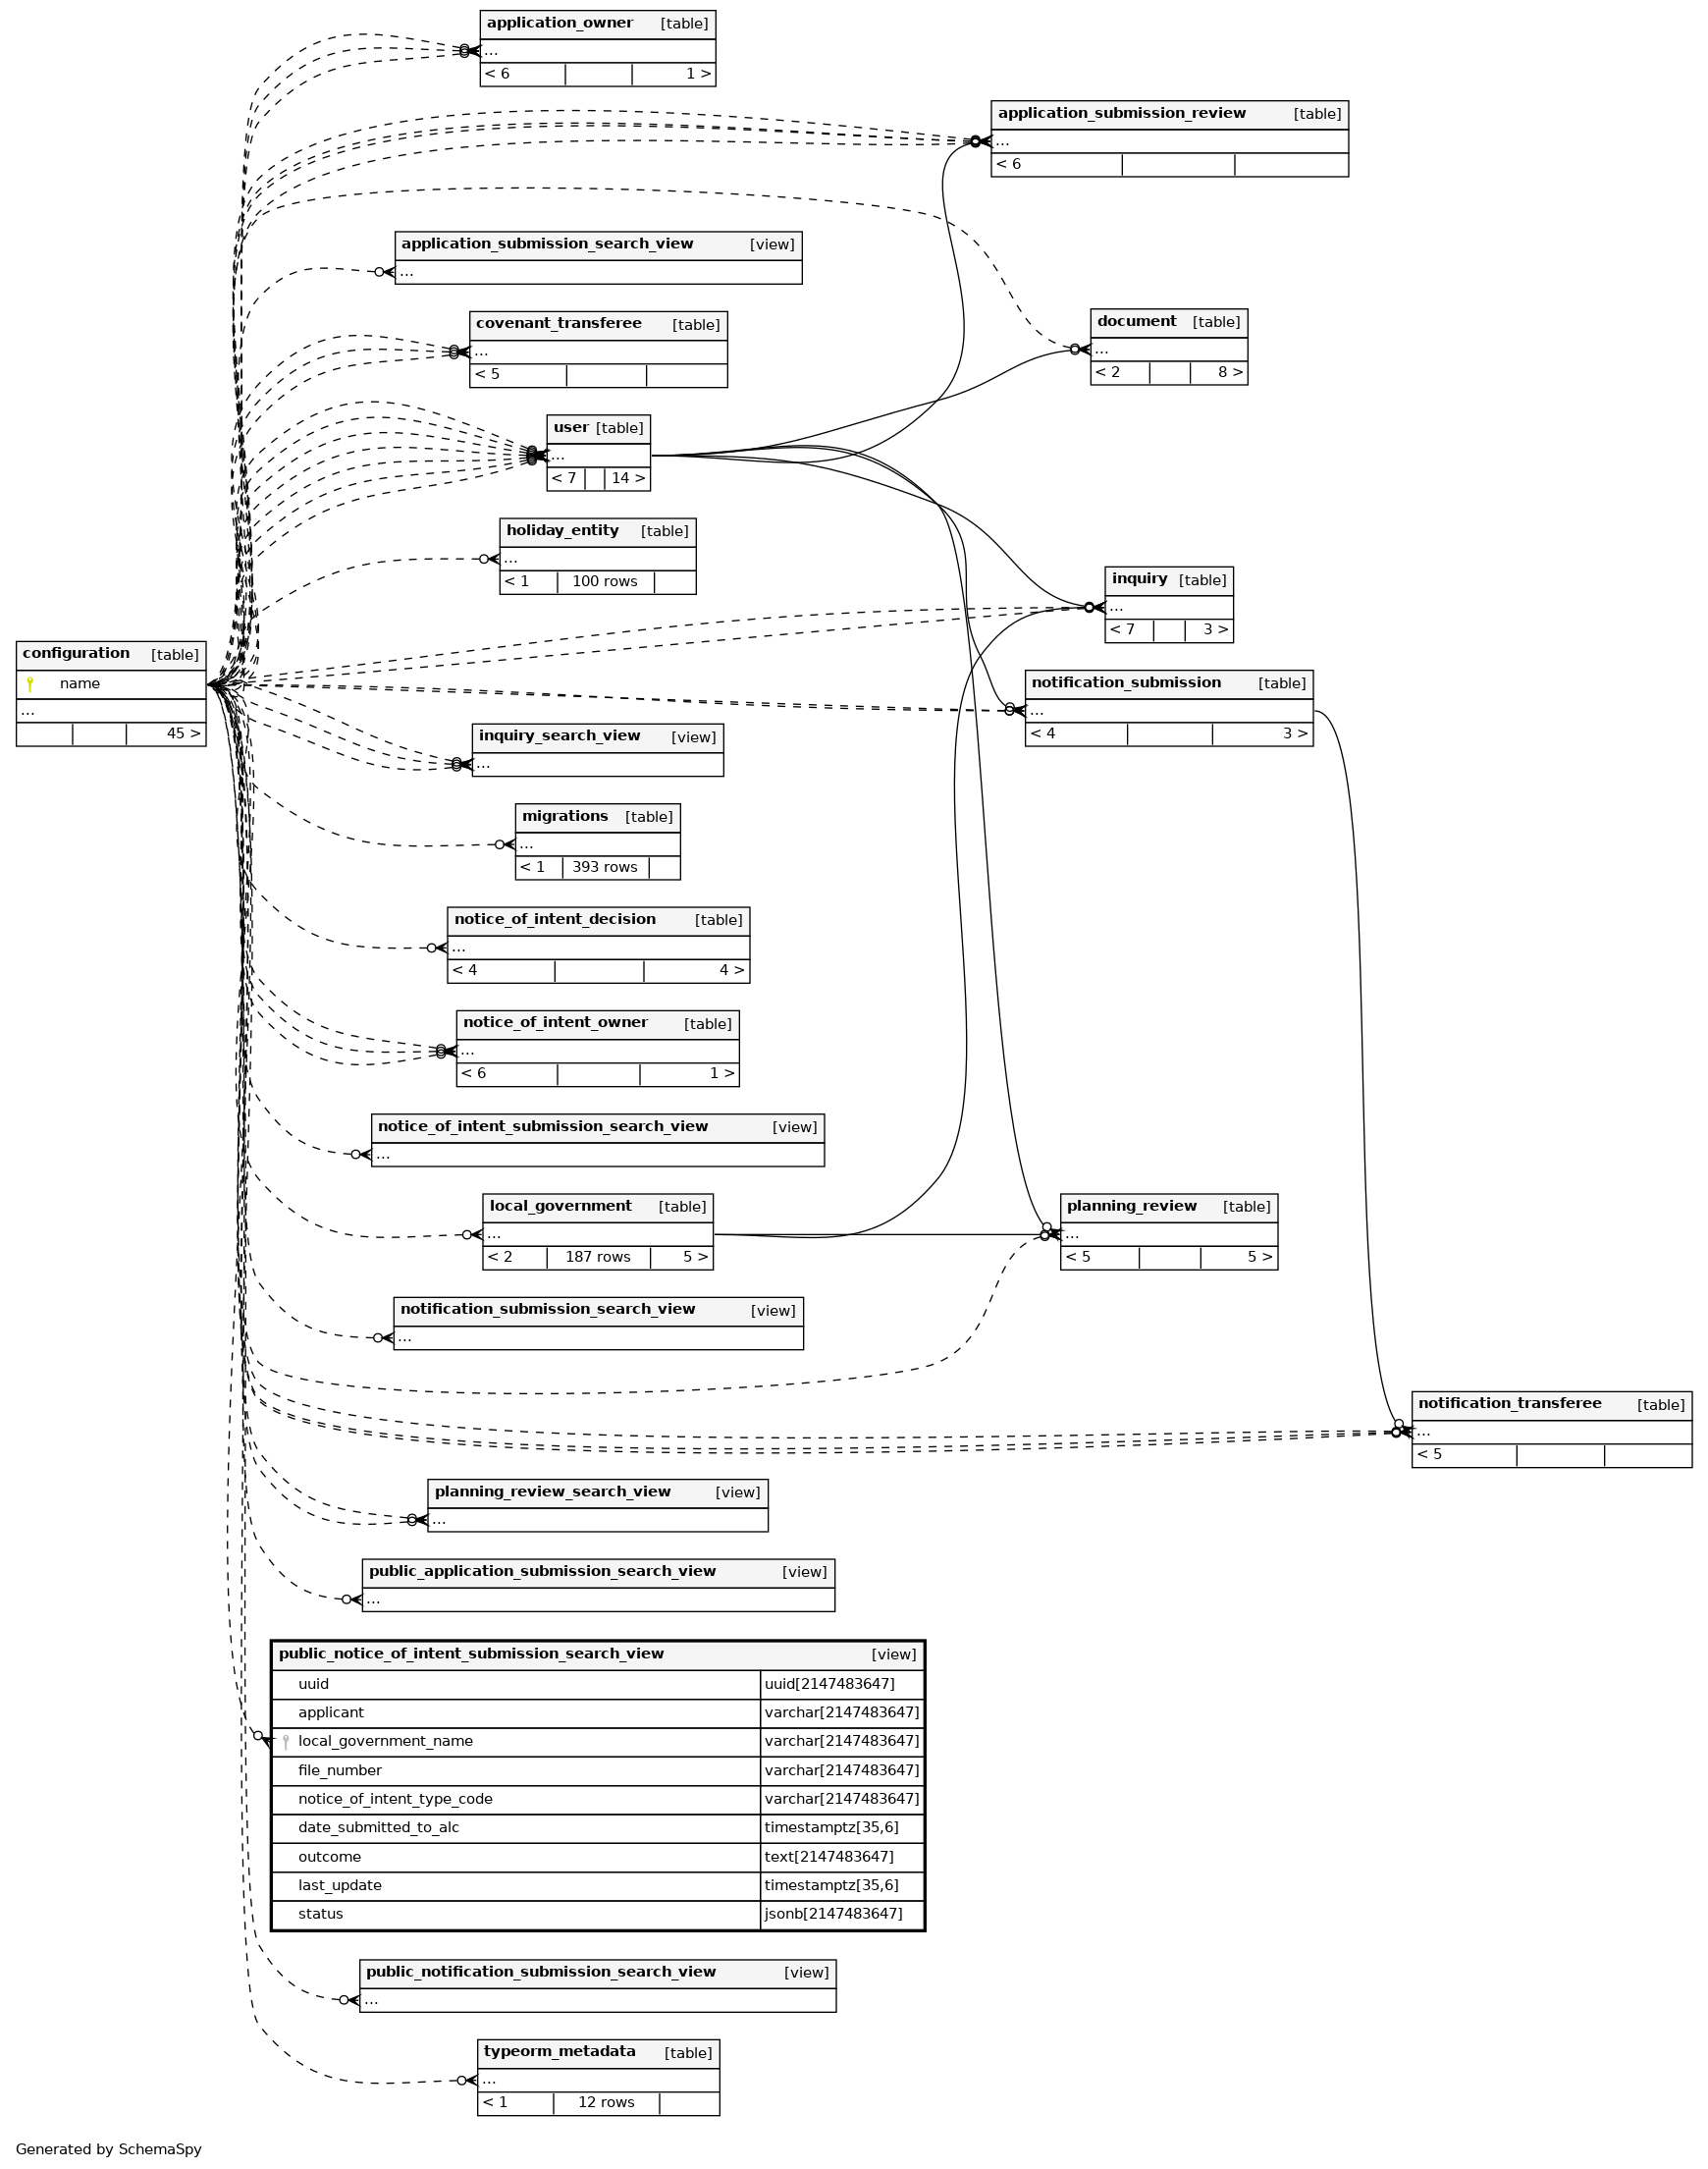 application_owner [table]
...
< 6 1 >
application_submission_review [table]
...
< 6
application_submission_search_view [view]
...
covenant_transferee [table]
...
< 5
document [table]
...
< 2 8 >
user [table]
...
< 7 14 >
holiday_entity [table]
...
< 1 100 rows
inquiry [table]
...
< 7 3 >
configuration [table]
name
...
45 >
notification_submission [table]
...
< 4 3 >
inquiry_search_view [view]
...
migrations [table]
...
< 1 393 rows
notice_of_intent_decision [table]
...
< 4 4 >
notice_of_intent_owner [table]
...
< 6 1 >
notice_of_intent_submission_search_view [view]
...
local_government [table]
...
< 2 187 rows 5 >
planning_review [table]
...
< 5 5 >
notification_submission_search_view [view]
...
notification_transferee [table]
...
< 5
planning_review_search_view [view]
...
public_application_submission_search_view [view]
...
public_notice_of_intent_submission_search_view [view]
uuid uuid[2147483647]
applicant varchar[2147483647]
local_government_name varchar[2147483647]
file_number varchar[2147483647]
notice_of_intent_type_code varchar[2147483647]
date_submitted_to_alc timestamptz[35,6]
outcome text[2147483647]
last_update timestamptz[35,6]
status jsonb[2147483647]
public_notification_submission_search_view [view]
...
typeorm_metadata [table]
...
< 1 12 rows
Generated by SchemaSpy